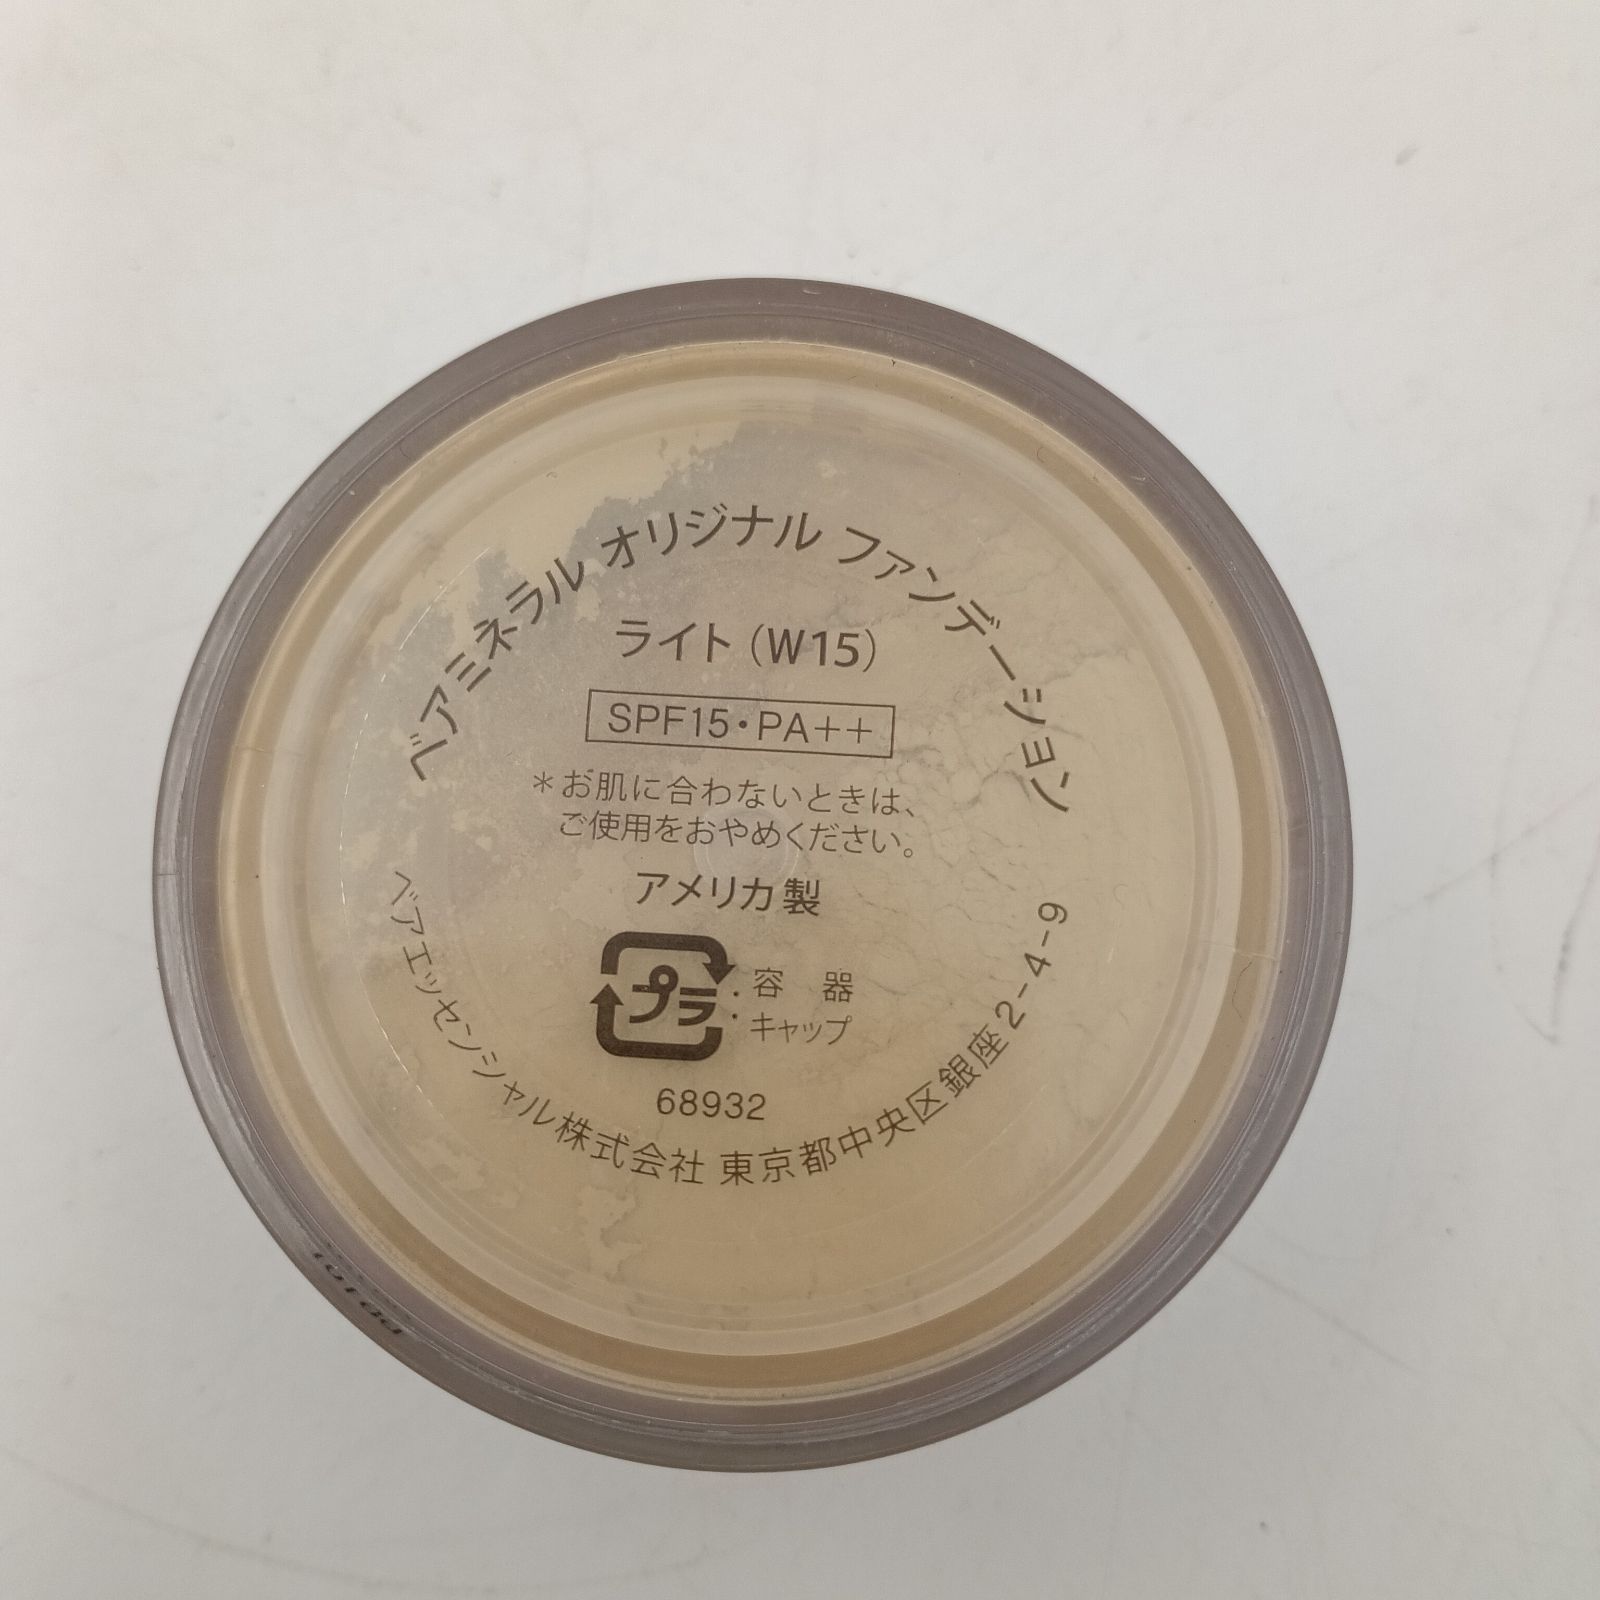 ベアミネラル オリジナル ファンデーション
ライト（W15）
SPF15・PA++
＊お肌に合わないときは、
ご使用をおやめください。
アメリカ製
プラ
：容 器
キャップ
68932
ベアエッセンシャル株式会社 東京都中央区銀座2-4-9